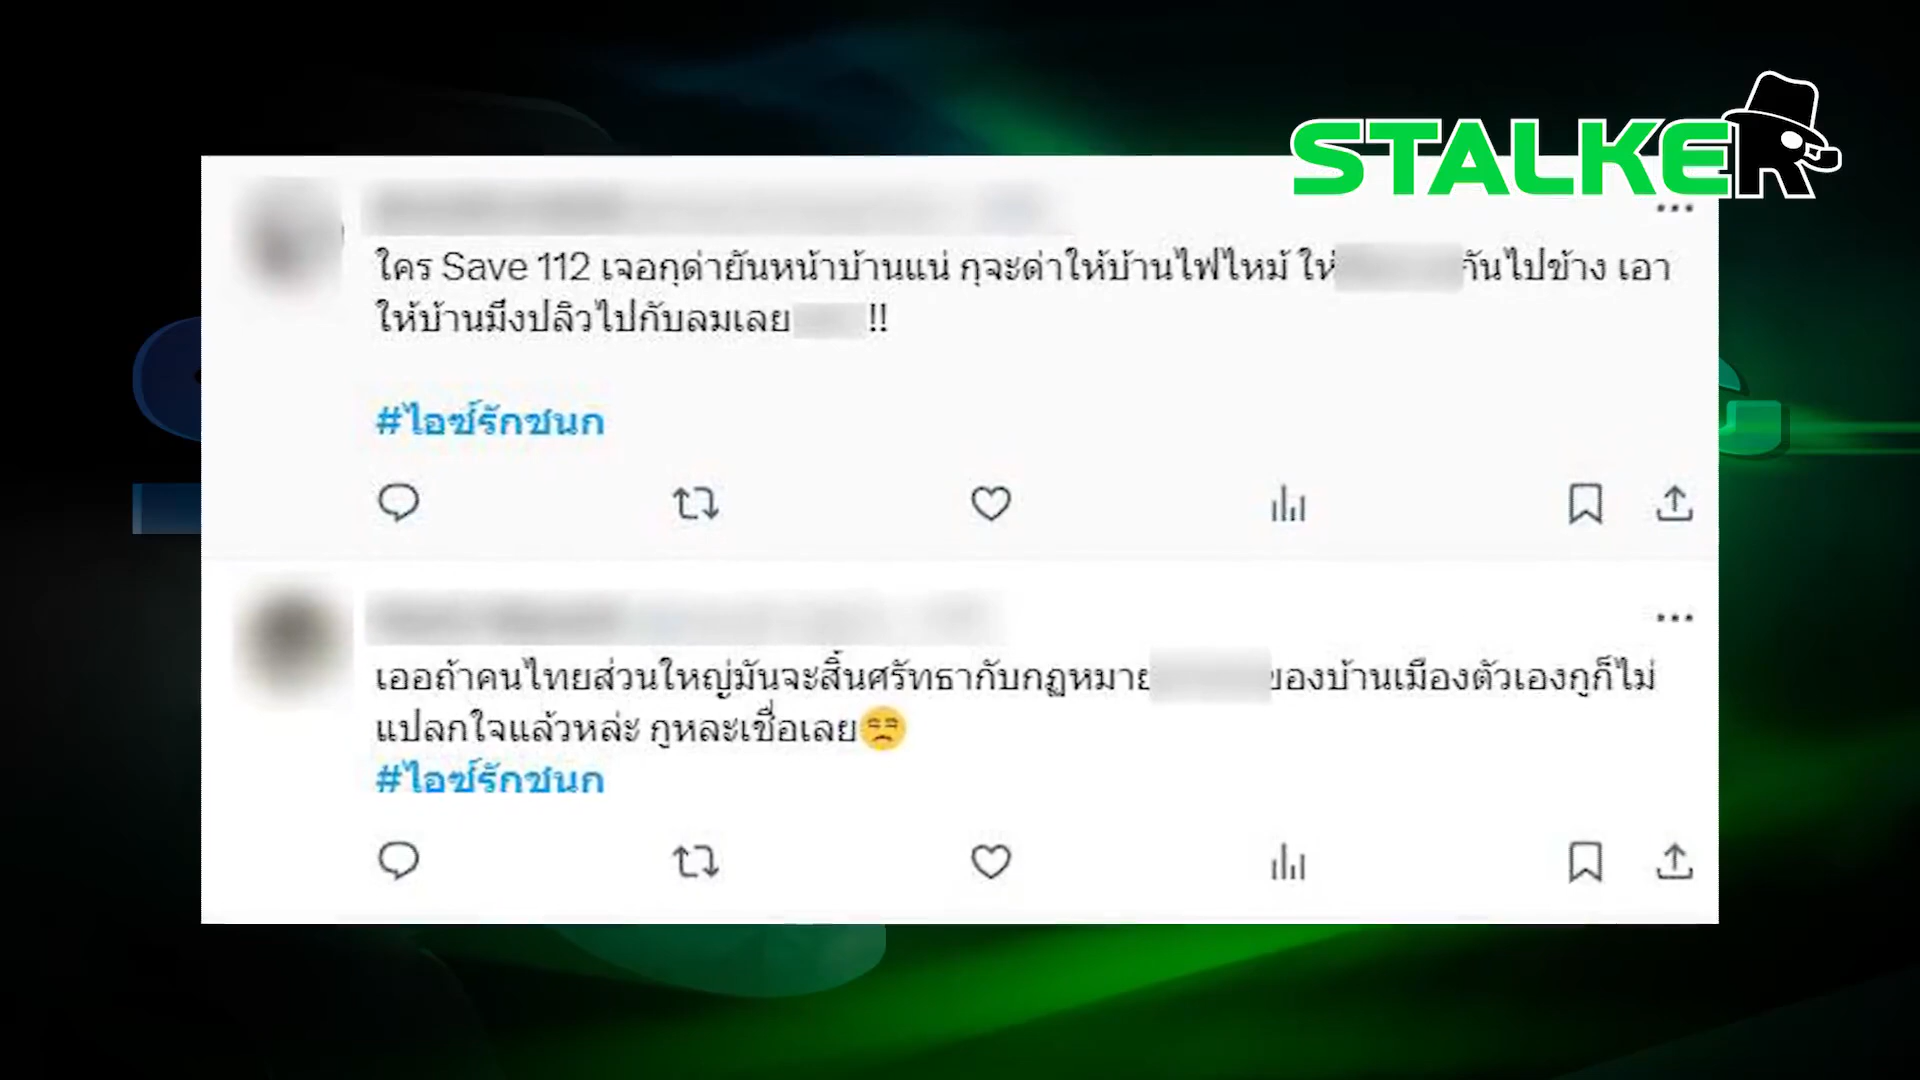 STALKER
ใคร Save 112 เจอกุด่ายันหน้าบ้านแน่ กุจะด่าให้บ้านไฟไหม้ ให้ กันไปข้าง เอา
ให้บ้านมึงปลิวไปกับลมเลย !!
#ไอซ์รักชนก
เออถ้าคนไทยส่วนใหญ่มันจะสิ้นศรัทธากับกฏหมาย ของบ้านเมืองตัวเองกูก็ไม่
แปลกใจแล้วหล่ะ กูหละเชื่อเลย😒
#ไอซ์รักชนก